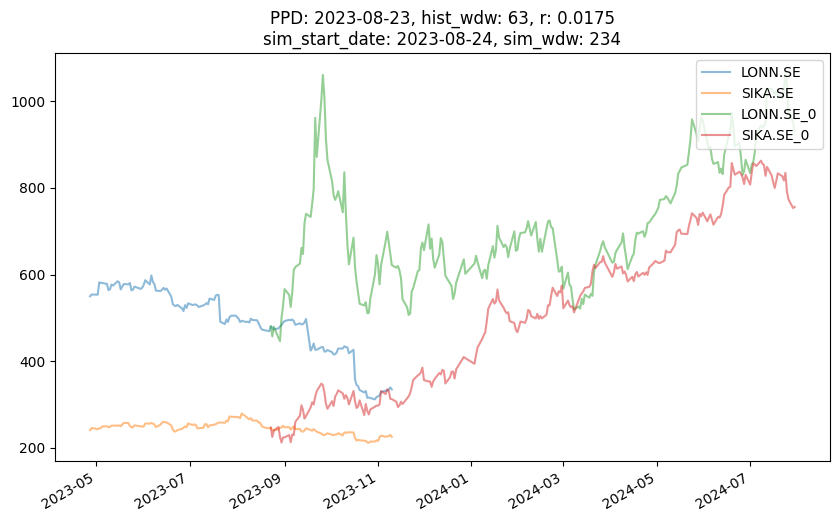 PPD: 2023-08-23, hist_wdw: 63, r: 0.0175
sim_start_date: 2023-08-24, sim_wdw: 234
LONN.SE
SIKA.SE
LONN.SE_0
SIKA.SE_0
1000
800
600
400
200
2023-05
2023-07
2023-09
2023-11
2024-01
2024-03
2024-05
2024-07